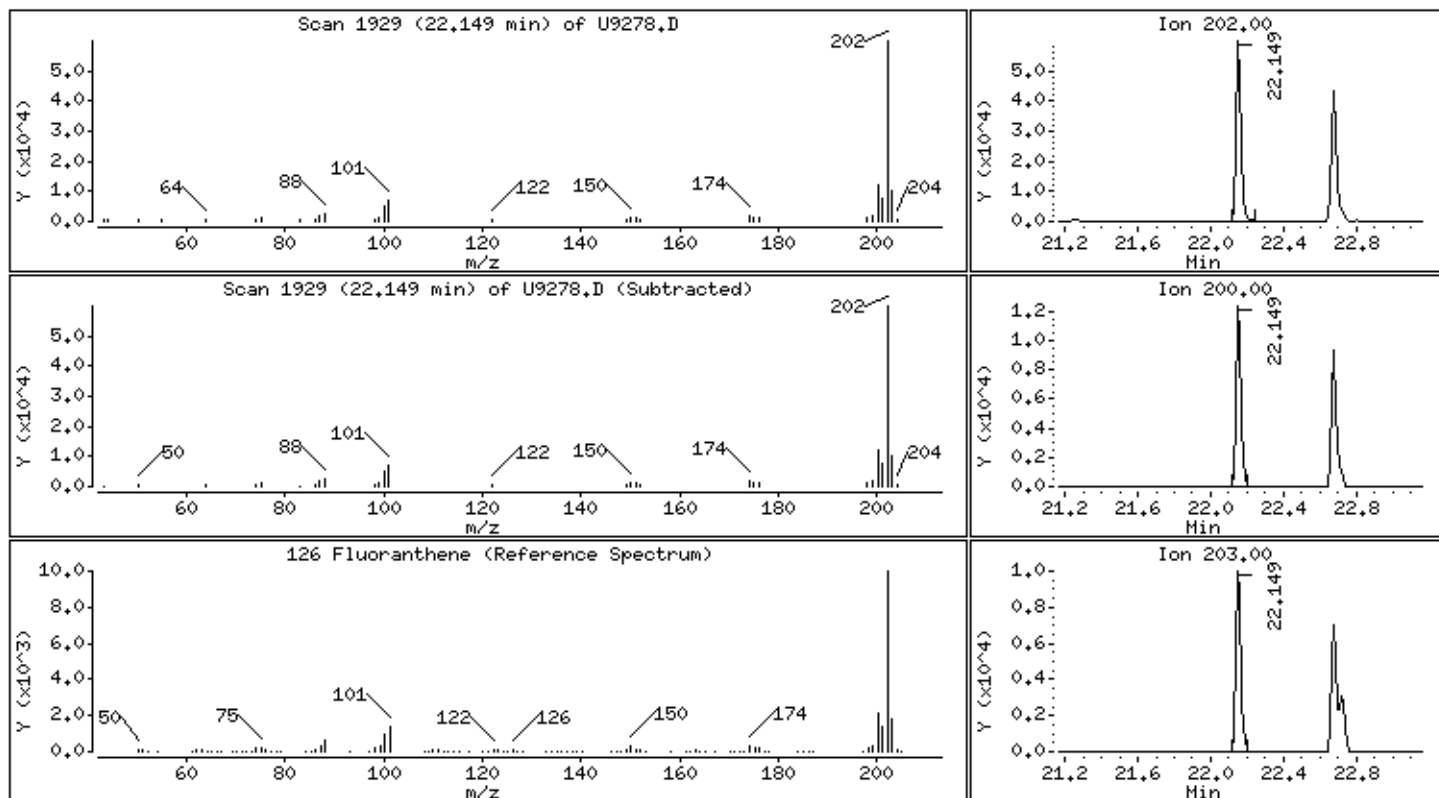 Scan 1929 (22.149 min) of U9278.D
Y (x10^4)
5.0
4.0
3.0
2.0
1.0
0.0
64
88
101
122
150
174
202
204
60 80 100 120 140 160 180 200
m/z
Ion 202.00
Y (x10^4)
5.0
4.0
3.0
2.0
1.0
0.0
22.149
21.2 21.6 22.0 22.4 22.8
Min
Scan 1929 (22.149 min) of U9278.D (Subtracted)
Y (x10^4)
5.0
4.0
3.0
2.0
1.0
0.0
50
88
101
122
150
174
202
204
60 80 100 120 140 160 180 200
m/z
Ion 200.00
Y (x10^4)
1.2
1.0
0.8
0.6
0.4
0.2
0.0
22.149
21.2 21.6 22.0 22.4 22.8
Min
126 Fluoranthene (Reference Spectrum)
Y (x10^3)
10.0
8.0
6.0
4.0
2.0
0.0
50
75
101
122
126
150
174
60 80 100 120 140 160 180 200
m/z
Ion 203.00
Y (x10^4)
1.0
0.8
0.6
0.4
0.2
0.0
22.149
21.2 21.6 22.0 22.4 22.8
Min